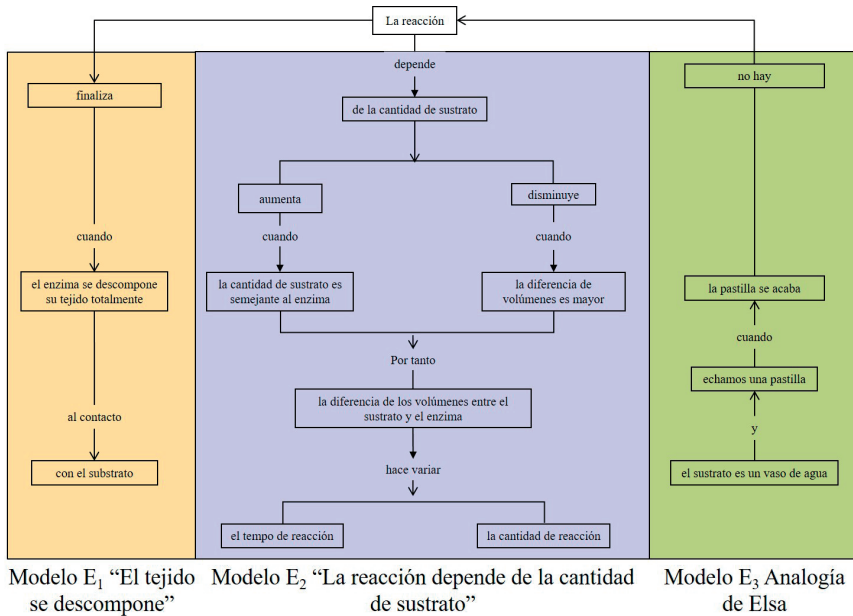 La reacción
finaliza
cuando
el enzima se descompone
su tejido totalmente
al contacto
con el substrato
depende
de la cantidad de sustrato
aumenta
disminuye
cuando
cuando
la cantidad de sustrato es
semejante al enzima
la diferencia de
volúmenes es mayor
Por tanto
la diferencia de los volúmenes entre el
sustrato y el enzima
hace variar
el tempo de reacción
la cantidad de reacción
no hay
la pastilla se acaba
cuando
echamos una pastilla
y
el sustrato es un vaso de agua
Modelo E₁ “El tejido
se descompone”
Modelo E₂ “La reacción depende de la cantidad
de sustrato”
Modelo E₃ Analogía
de Elsa